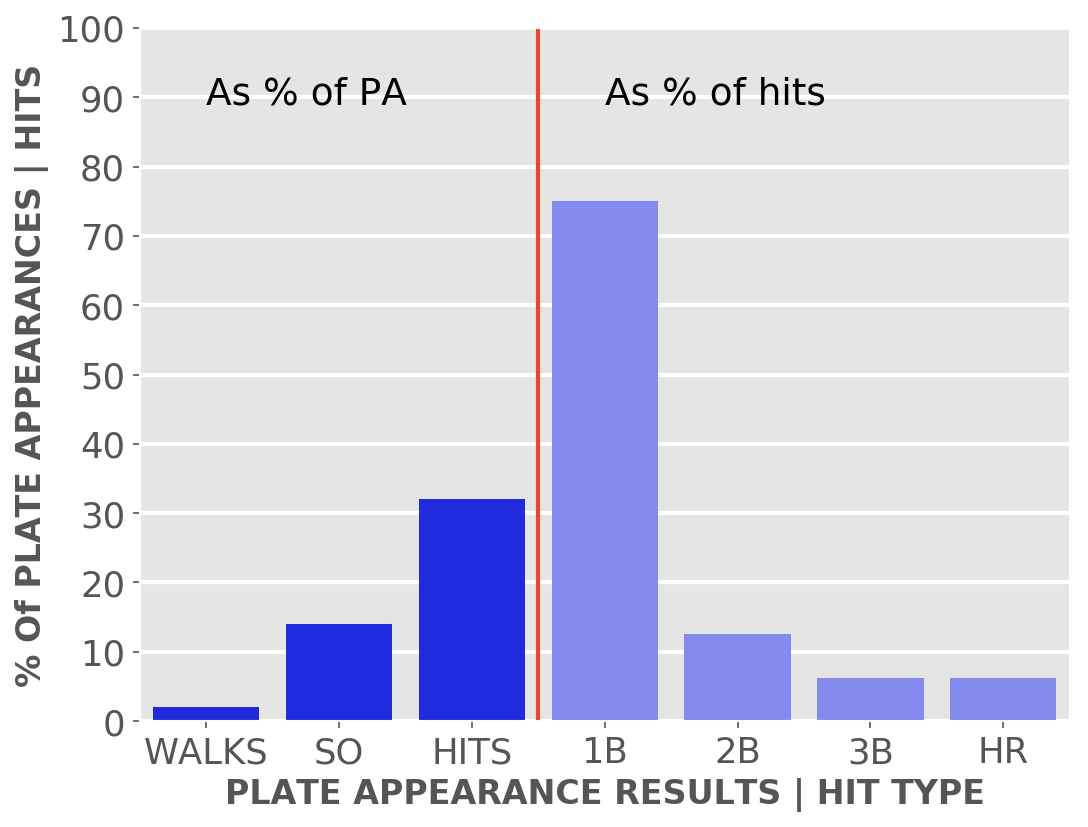 100
90
80
70
60
50
40
30
20
10
0
% Of PLATE APPEARANCES | HITS
As % of PA
As % of hits
WALKS SO HITS 1B 2B 3B HR
PLATE APPEARANCE RESULTS | HIT TYPE